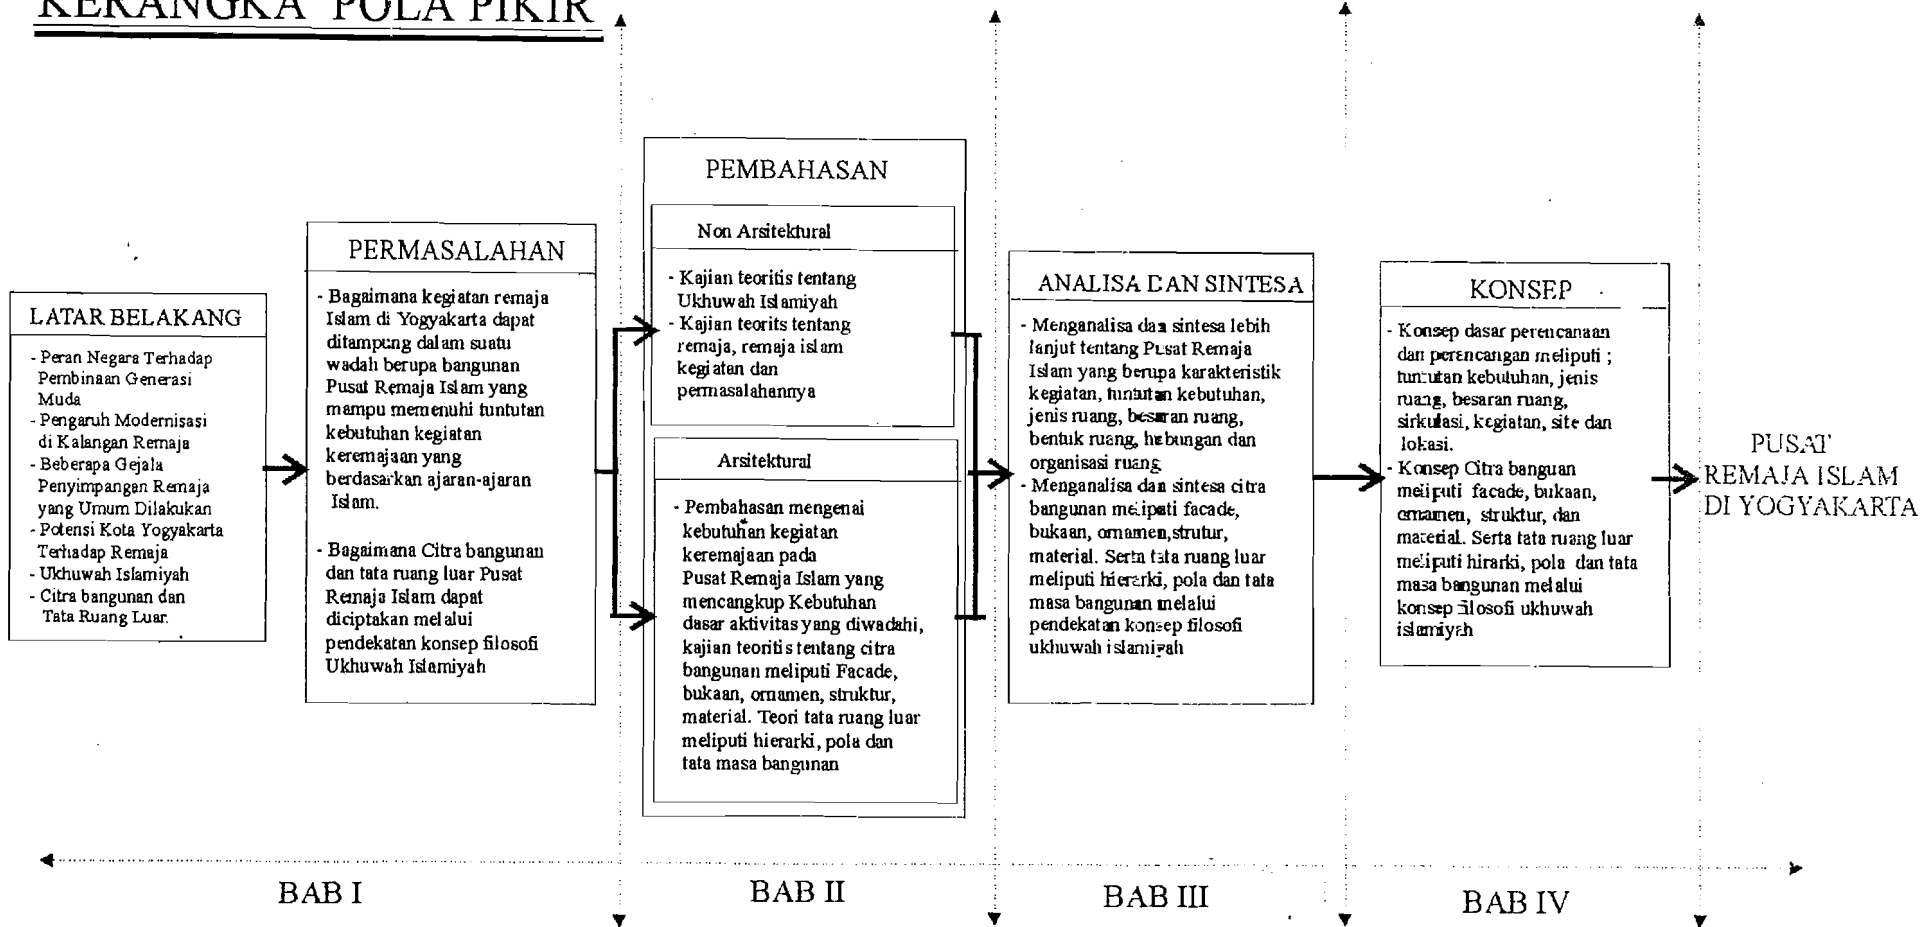 KERANGKA POLA PIKIR
LATAR BELAKANG
- Peran Negara Terhadap
Pembinaan Generasi
Muda
- Pengaruh Modernisasi
di Kalangan Remaja
- Beberapa Gejala
Penyimpangan Remaja
yang Umum Dilakukan
- Potensi Kota Yogyakarta
Terhadap Remaja
- Ukhuwah Islamiyah
- Citra bangunan dan
Tata Ruang Luar.
PERMASALAHAN
- Bagaimana kegiatan remaja
Islam di Yogyakarta dapat
ditampung dalam suatu
wadah berupa bangunan
Pusat Remaja Islam yang
mampu memenuhi tuntutan
kebutuhan kegiatan
keremajaan yang
berdasarkan ajaran-ajaran
Islam.
- Bagaimana Citra bangunan
dan tata ruang luar Pusat
Remaja Islam dapat
diciptakan melalui
pendekatan konsep filosofi
Ukhuwah Islamiyah
PEMBAHASAN
Non Arsitektural
- Kajian teoritis tentang
Ukhuwah Islamiyah
- Kajian teorits tentang
remaja, remaja islam
kegiatan dan
permasalahannya
Arsitektural
- Pembahasan mengenai
kebutuhan kegiatan
keremajaan pada
Pusat Remaja Islam yang
mencangkup Kebutuhan
dasar aktivitas yang diwadahi,
kajian teoritis tentang citra
bangunan meliputi Facade,
bukaan, ornamen, struktur,
material. Teori tata ruang luar
meliputi hierarki, pola dan
tata masa bangunan
ANALISA DAN SINTESA
- Menganalisa dan sintesa lebih
lanjut tentang Pusat Remaja
Islam yang berupa karakteristik
kegiatan, tuntutan kebutuhan,
jenis ruang, besaran ruang,
bentuk ruang, hubungan dan
organisasi ruang
- Menganalisa dan sintesa citra
bangunan meliputi facade,
bukaan, ornamen,strutur,
material. Serta tata ruang luar
meliputi hierarki, pola dan tata
masa bangunan melalui
pendekatan konsep filosofi
ukhuwah islamiyah
KONSEP
- Konsep dasar perencanaan
dan perencangan meliputi ;
tuntutan kebutuhan, jenis
ruang, besaran ruang,
sirkulasi, kegiatan, site dan
lokasi.
- Konsep Citra banguan
meliputi facade, bukaan,
ornamen, struktur, dan
material. Serta tata ruang luar
meliputi hirarki, pola dan tata
masa bangunan melalui
konsep filosofi ukhuwah
islamiyah
PUSAT
REMAJA ISLAM
DI YOGYAKARTA
BAB I
BAB II
BAB III
BAB IV